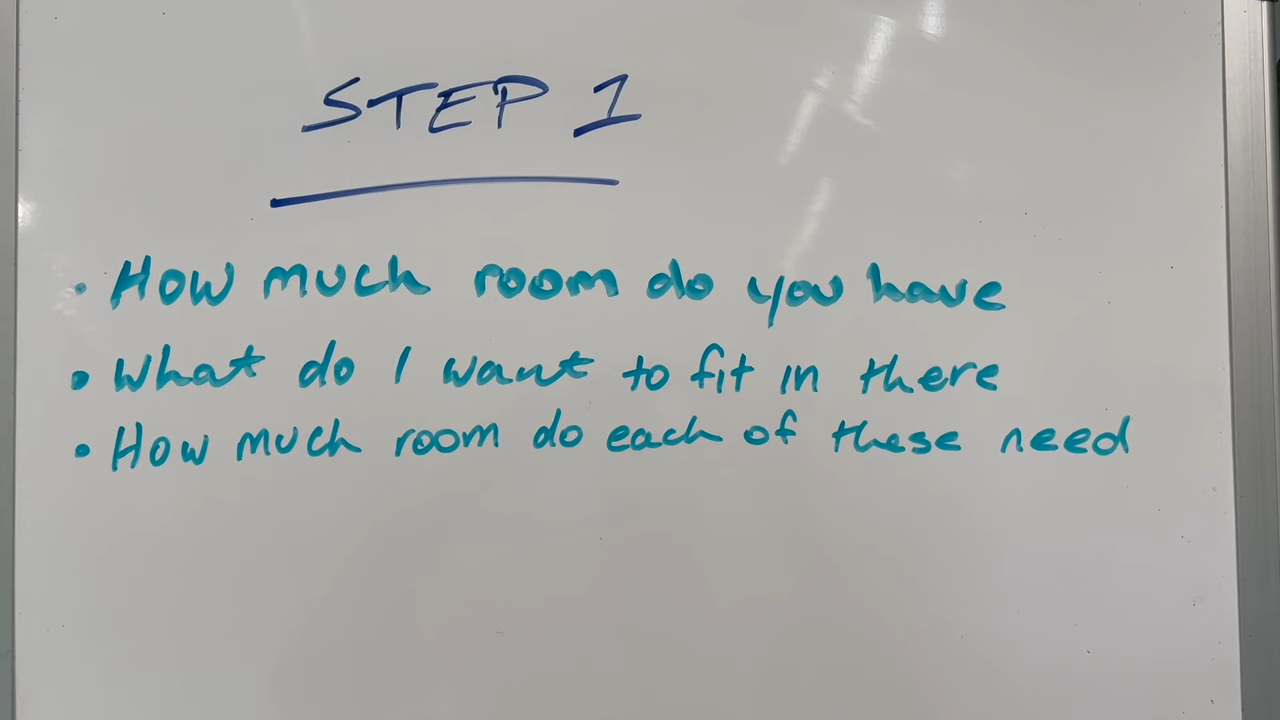 STEP 1
• How much room do you have
• What do I want to fit in there
• How much room do each of these need